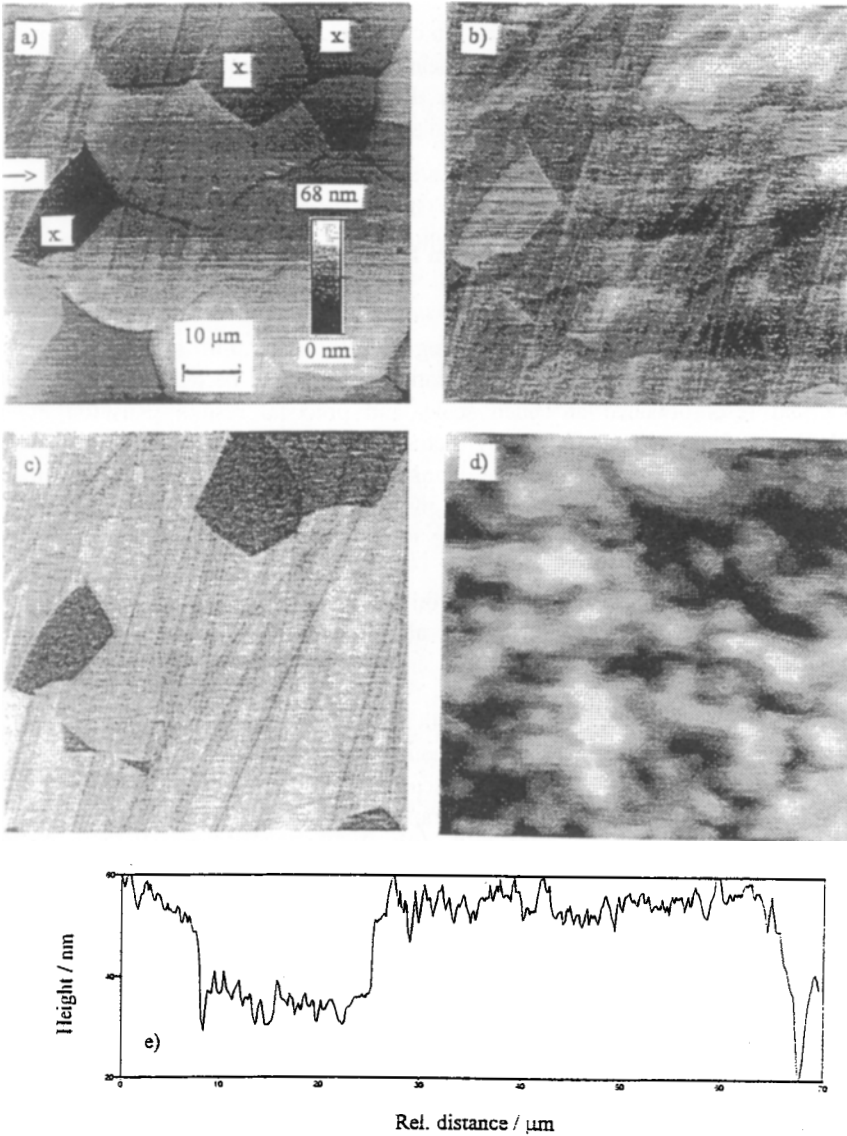 a)
x
x
x
68 nm
0 nm
10 μm
b)
c)
d)
60
40
20
Height / nm
e)
0
10
20
30
40
50
60
70
Rel. distance / μm